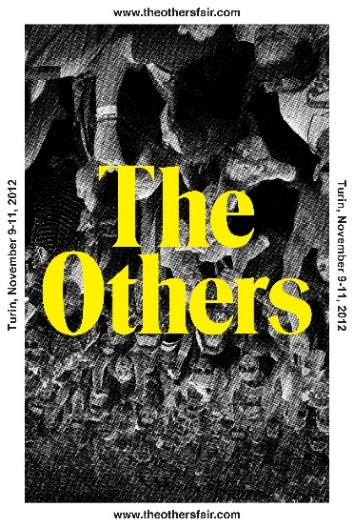 www.theothersfair.com
Turin, November 9-11, 2012
The
Others
Turin, November 9-11, 2012
www.theothersfair.com